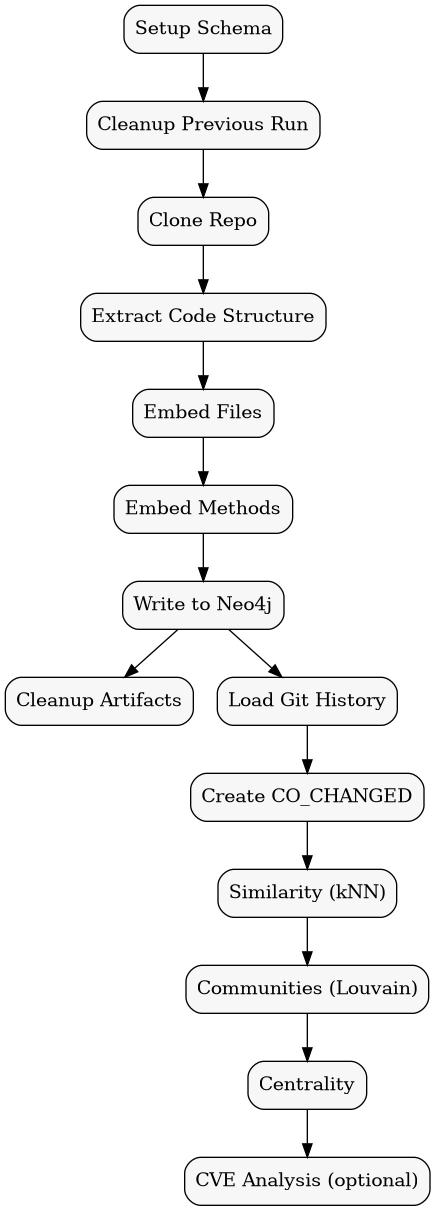 Setup Schema
Cleanup Previous Run
Clone Repo
Extract Code Structure
Embed Files
Embed Methods
Write to Neo4j
Cleanup Artifacts
Load Git History
Create CO_CHANGED
Similarity (kNN)
Communities (Louvain)
Centrality
CVE Analysis (optional)